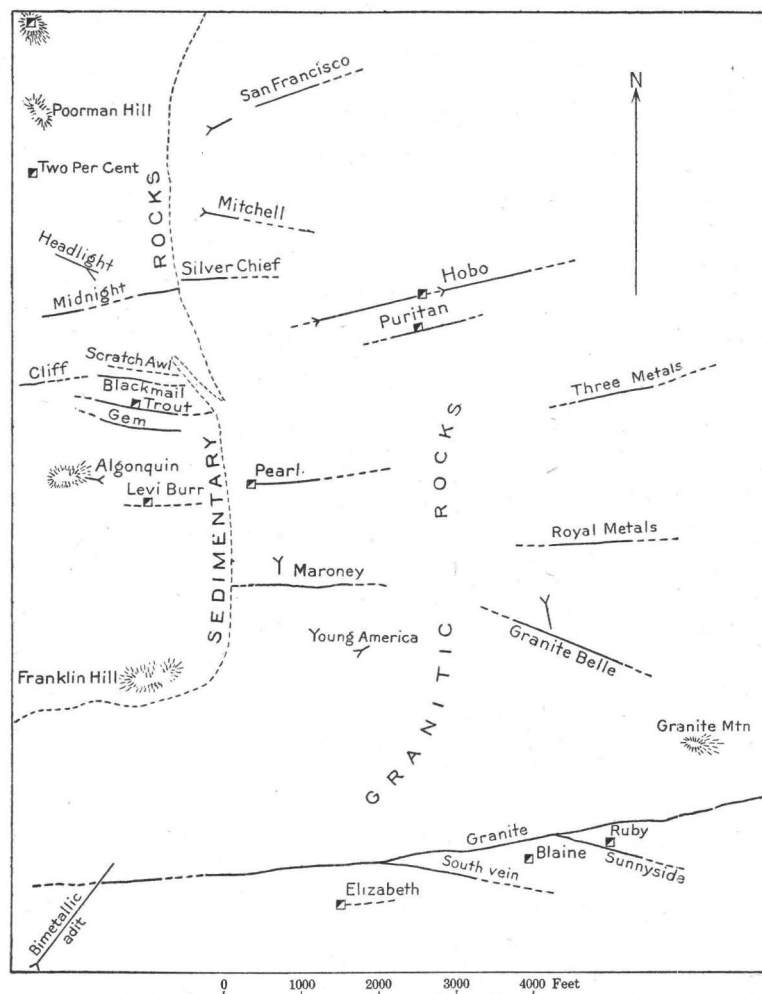 San Francisco
N
Poorman Hill
Two Per Cent
ROCKS
Mitchell
Headlight
Silver Chief
Hobo
Midnight
Puritan
Scratch Awl
Cliff
Blackmail
Three Metals
Trout
Gem
ROCKS
Algonquin
Pearl.
Levi Burr
SEDIMENTARY
Royal Metals
Maroney
Young America
Granite Belle
GRANITIC
Franklin Hill
Granite Mtn
Granite
Ruby
Blaine
Sunnyside
South vein
Elizabeth
Bimetallic
adit
0 1000 2000 3000 4000 Feet